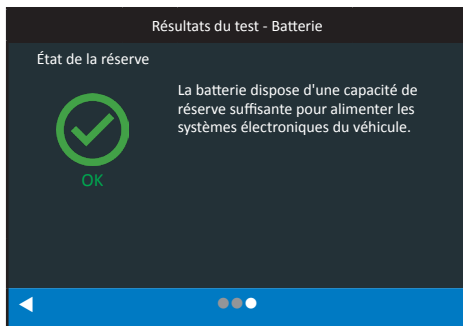 Résultats du test - Batterie
État de la réserve
La batterie dispose d'une capacité de
réserve suffisante pour alimenter les
systèmes électroniques du véhicule.
OK